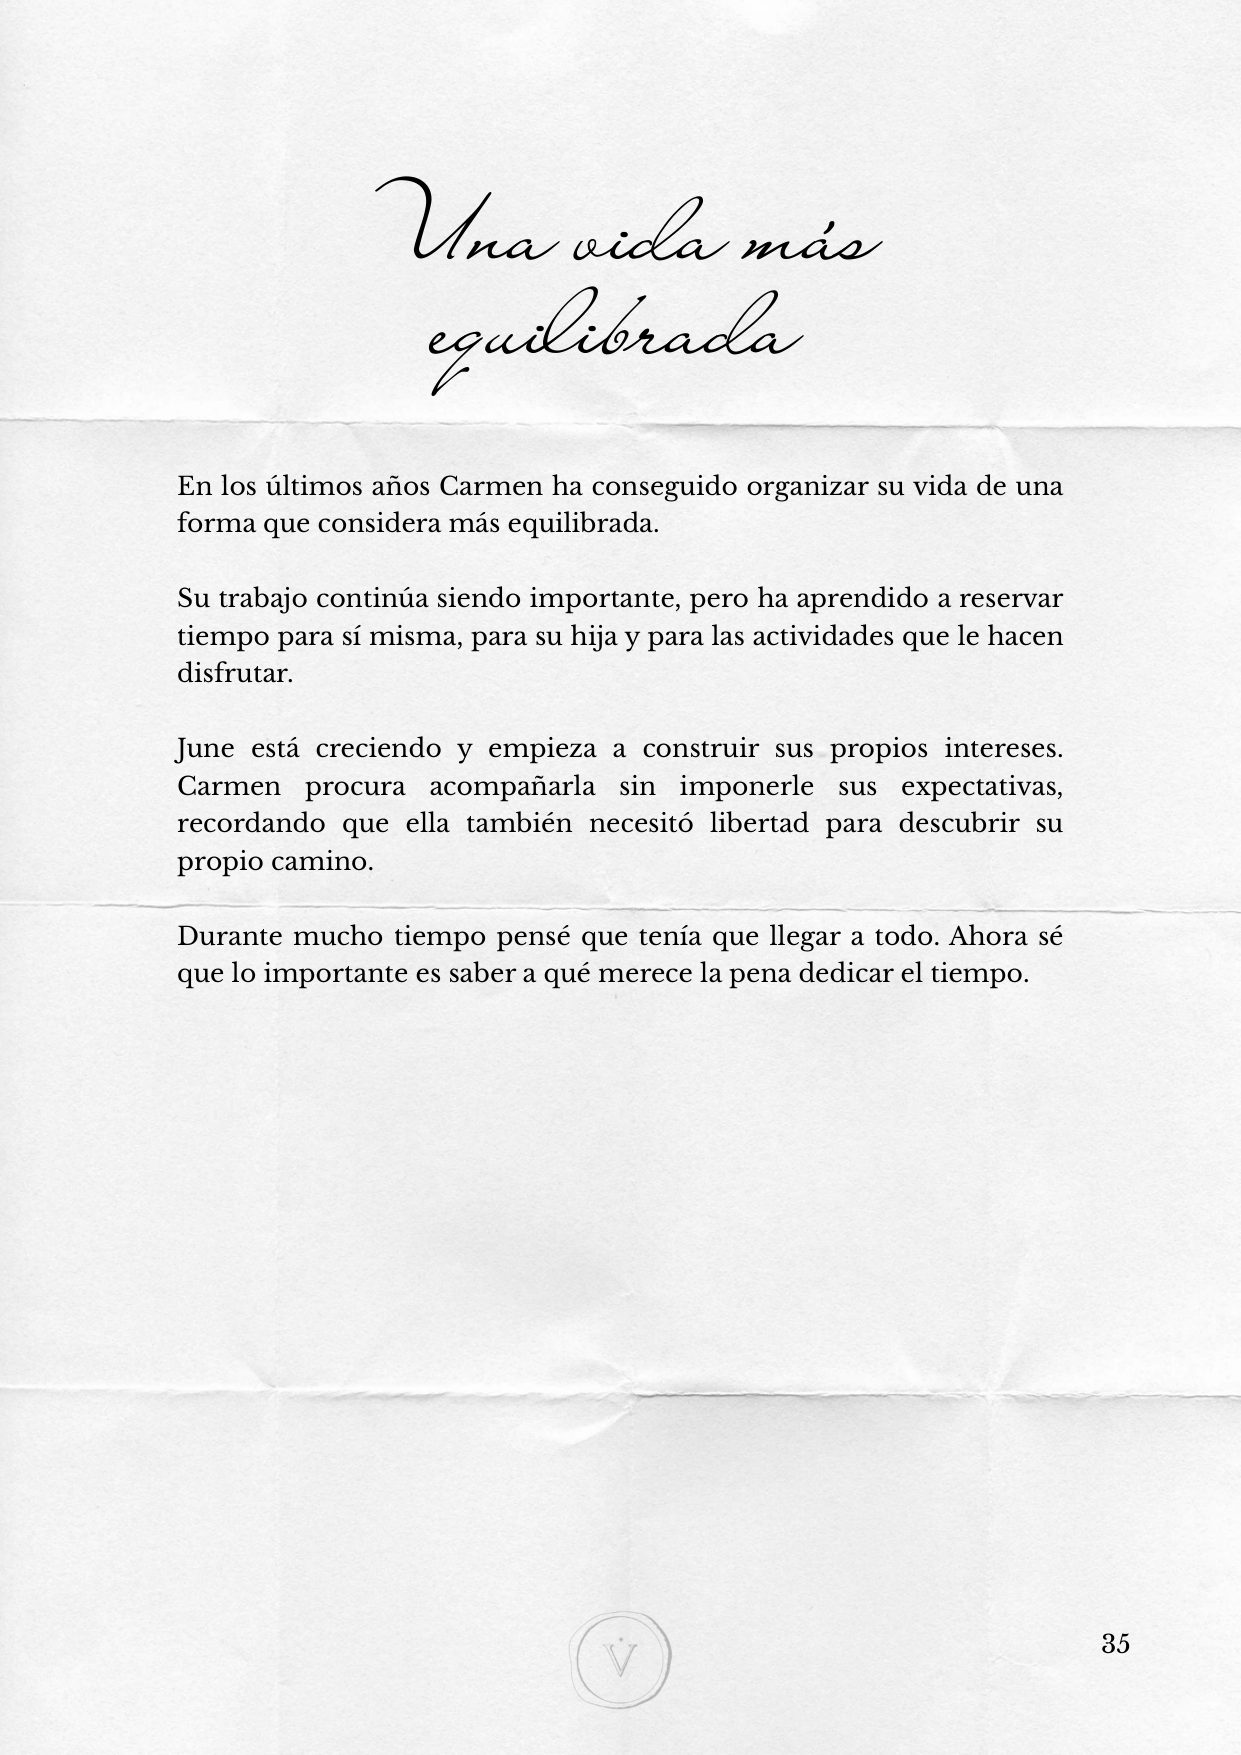 Una vida más
equilibrada
En los últimos años Carmen ha conseguido organizar su vida de una
forma que considera más equilibrada.
Su trabajo continúa siendo importante, pero ha aprendido a reservar
tiempo para sí misma, para su hija y para las actividades que le hacen
disfrutar.
June está creciendo y empieza a construir sus propios intereses.
Carmen procura acompañarla sin imponerle sus expectativas,
recordando que ella también necesitó libertad para descubrir su
propio camino.
Durante mucho tiempo pensé que tenía que llegar a todo. Ahora sé
que lo importante es saber a qué merece la pena dedicar el tiempo.
V
35